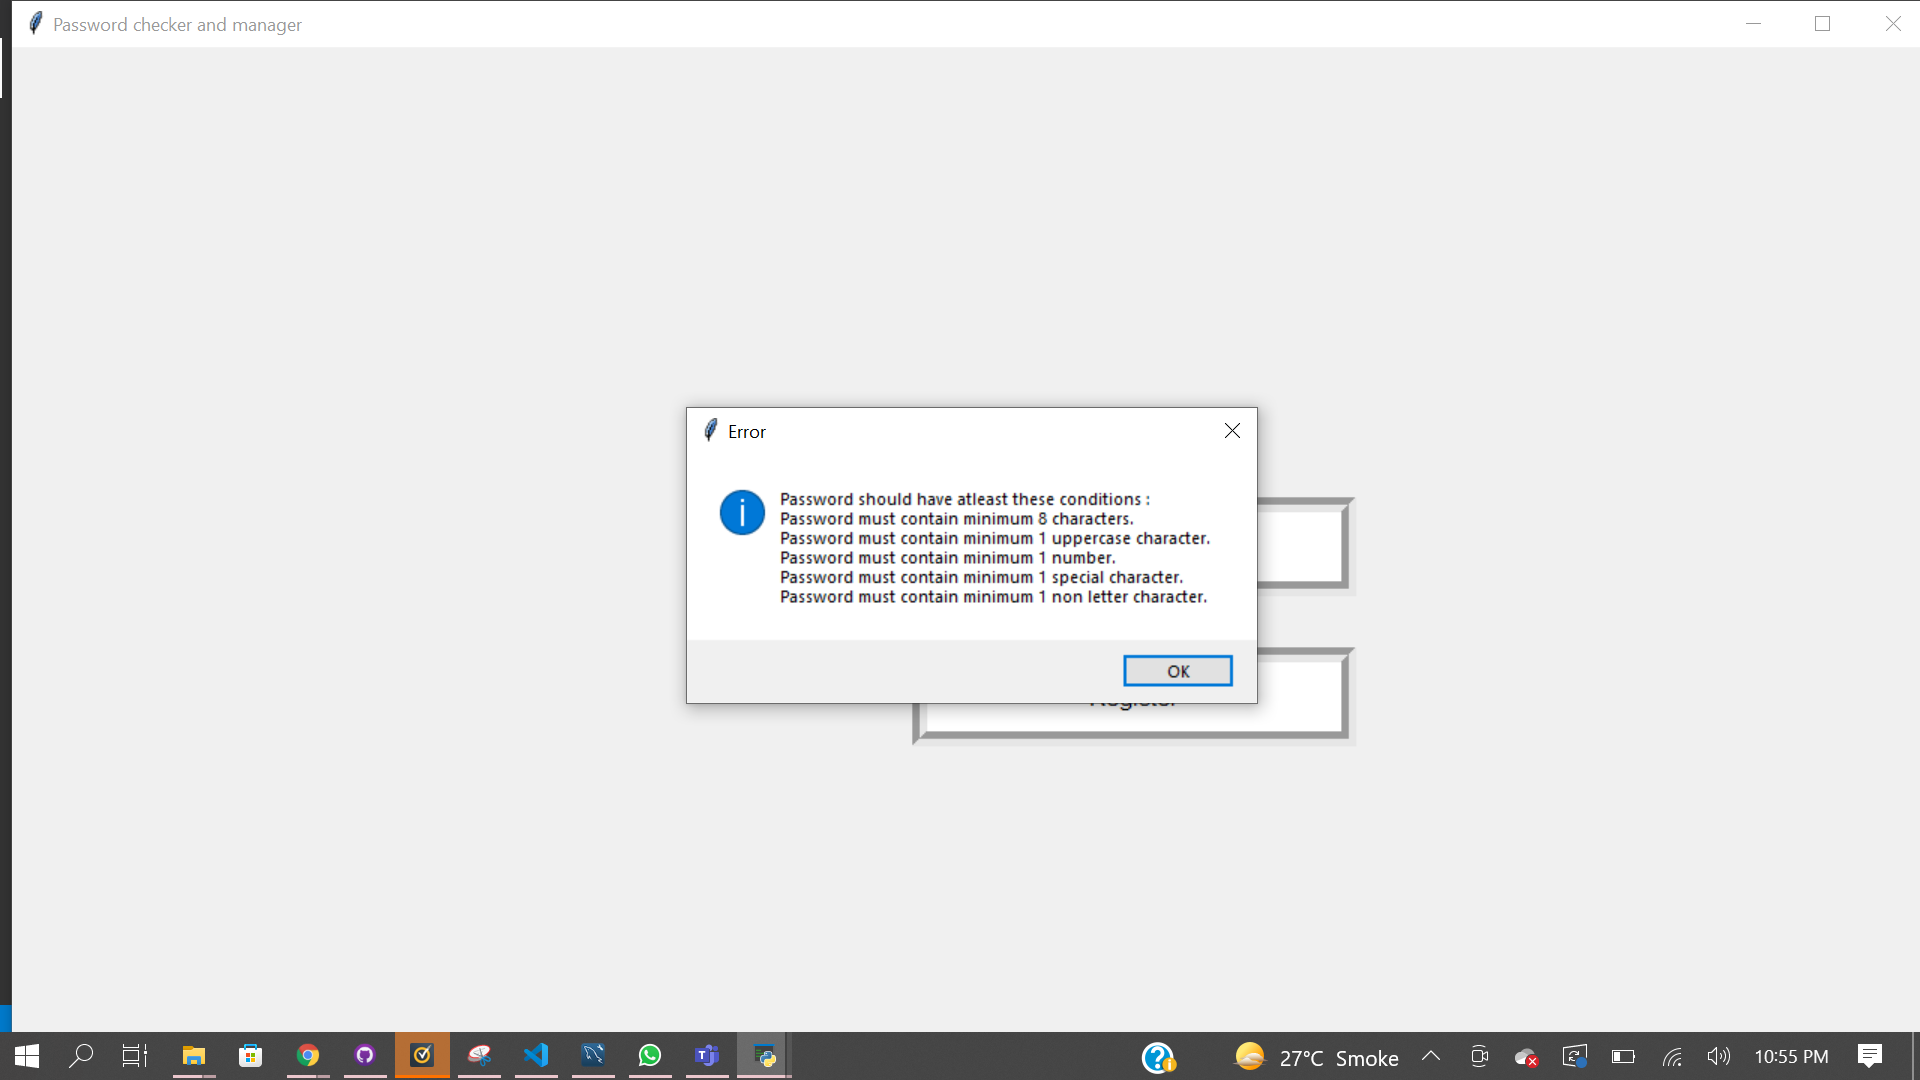 Password checker and manager
Error
Password should have atleast these conditions :
Password must contain minimum 8 characters.
Password must contain minimum 1 uppercase character.
Password must contain minimum 1 number.
Password must contain minimum 1 special character.
Password must contain minimum 1 non letter character.
OK
Register
27°C Smoke
10:55 PM